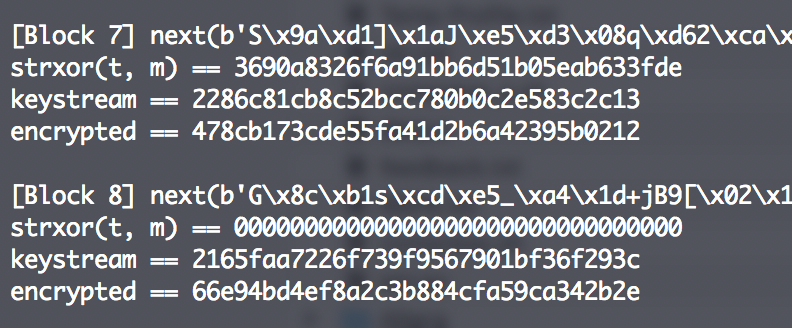 [Block 7] next(b'S\x9a\xd1]\x1aJ\xe5\xd3\x08q\xd62\xca\x
strxor(t, m) == 3690a8326f6a91bb6d51b05eab633fde
keystream == 2286c81cb8c52bcc780b0c2e583c2c13
encrypted == 478cb173cde55fa41d2b6a42395b0212
[Block 8] next(b'G\x8c\xb1s\xcd\xe5_\xa4\x1d+jB9[\x02\x1
strxor(t, m) == 00000000000000000000000000000000
keystream == 2165faa7226f739f9567901bf36f293c
encrypted == 66e94bd4ef8a2c3b884cfa59ca342b2e